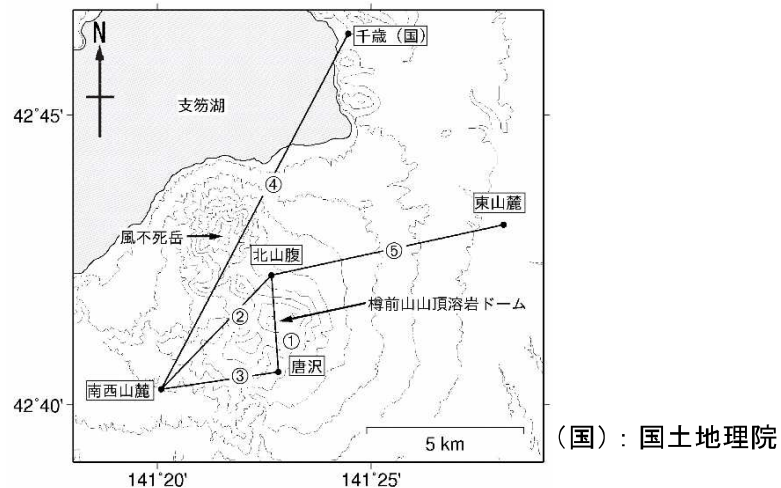 千歳（国）
N
支笏湖
42°45'
④
東山麓
風不死岳
北山腹
⑤
樽前山山頂溶岩ドーム
②
①
唐沢
③
南西山麓
42°40'
5 km
（国）：国土地理院
141°20'
141°25'